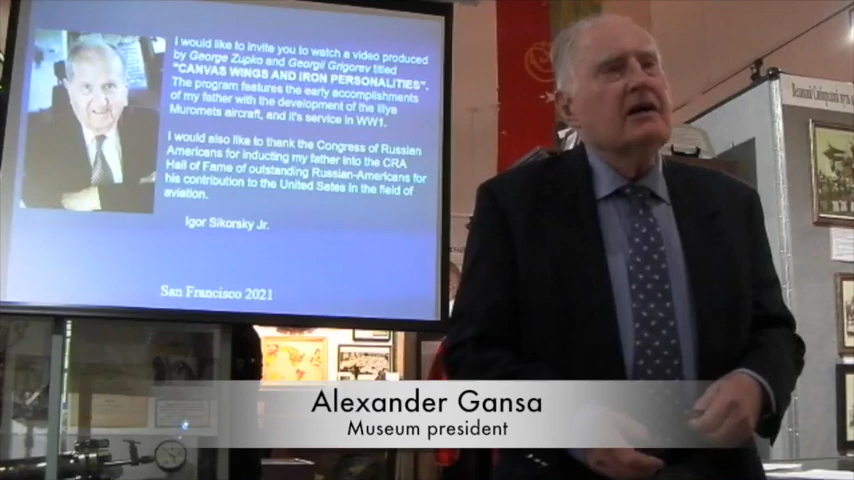 I would like to invite you to watch a video produced
by George Zupko and Georgii Grigorev titled
"CANVAS WINGS AND IRON PERSONALITIES".
The program features the early accomplishments
of my father with the development of the Illya
Muromets aircraft, and it's service in WW1.
I would also like to thank the Congress of Russian
Americans for inducting my father into the CRA
Hall of Fame of outstanding Russian-Americans for
his contribution to the United Sates in the field of
aviation.
Igor Sikorsky Jr.
San Francisco 2021
Великий Сибирский путь
Alexander Gansa
Museum president